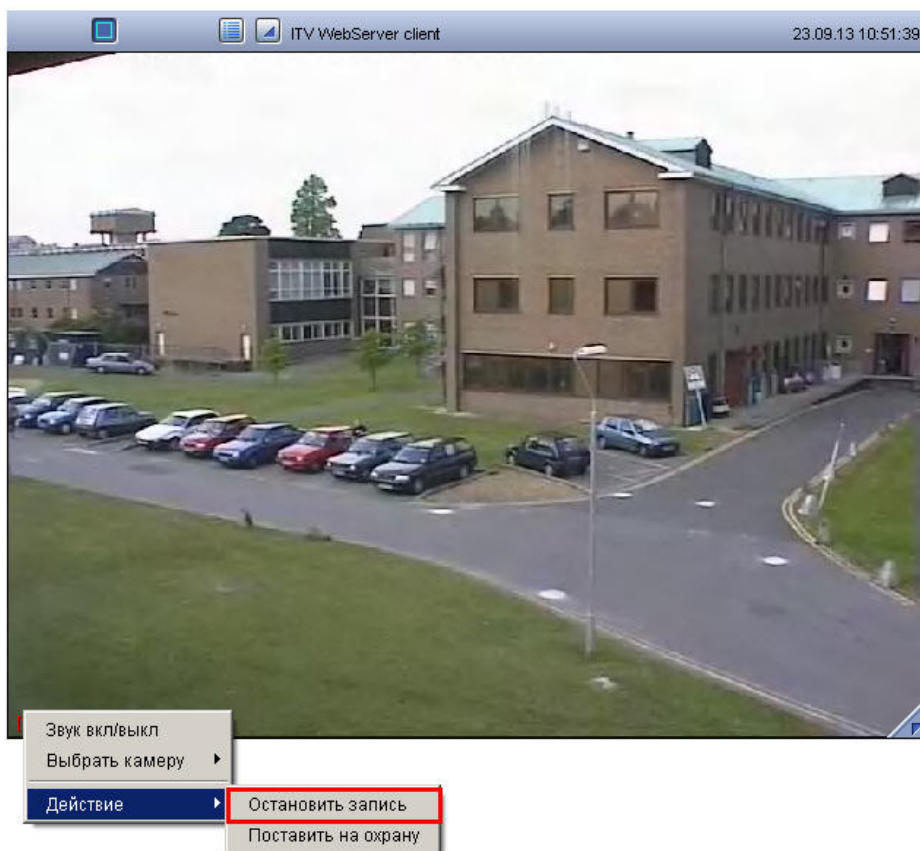 ITV WebServer client
23.09.13 10:51:39
Звук вкл/выкл
Выбрать камеру
Действие
Остановить запись
Поставить на охрану